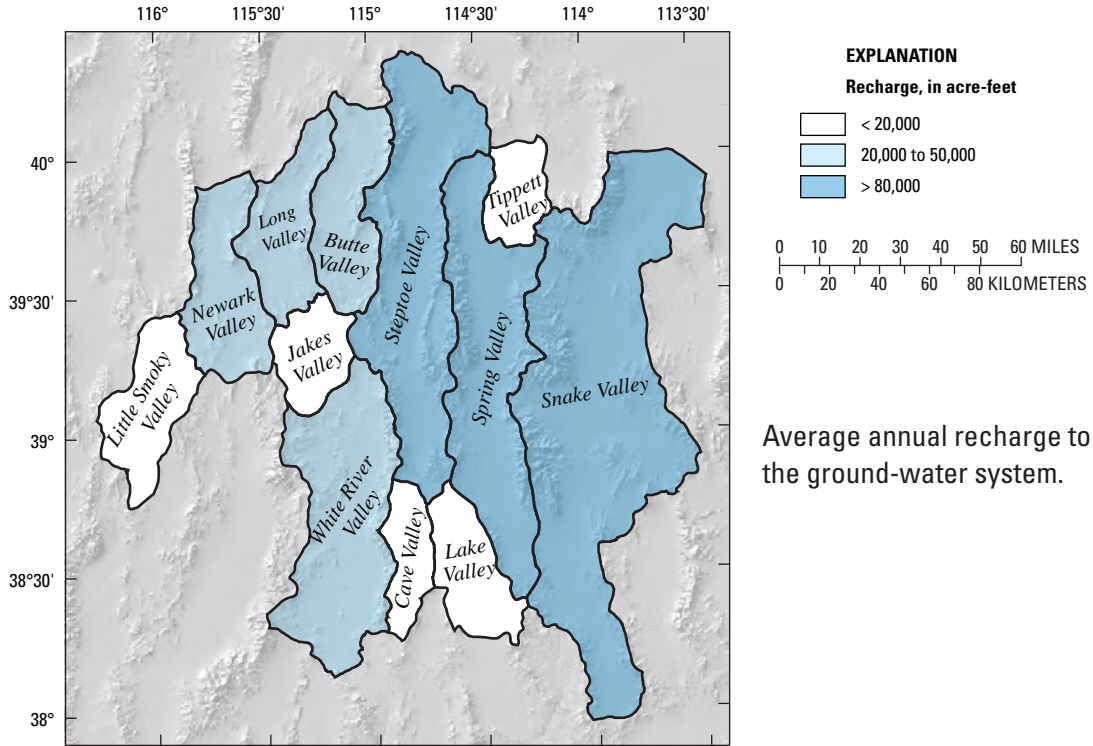 116°
115°30'
115°
114°30'
114°
113°30'
40°
39°30'
39°
38°30'
38°
Little Smoky
Valley
Newark
Valley
Long
Valley
Butte
Valley
Jakes
Valley
White River
Valley
Steptoe Valley
Cave Valley
Lake
Valley
Spring Valley
Tippett
Valley
Snake Valley
EXPLANATION
Recharge, in acre-feet
< 20,000
20,000 to 50,000
> 80,000
0 10 20 30 40 50 60 MILES
0 20 40 60 80 KILOMETERS
Average annual recharge to
the ground-water system.